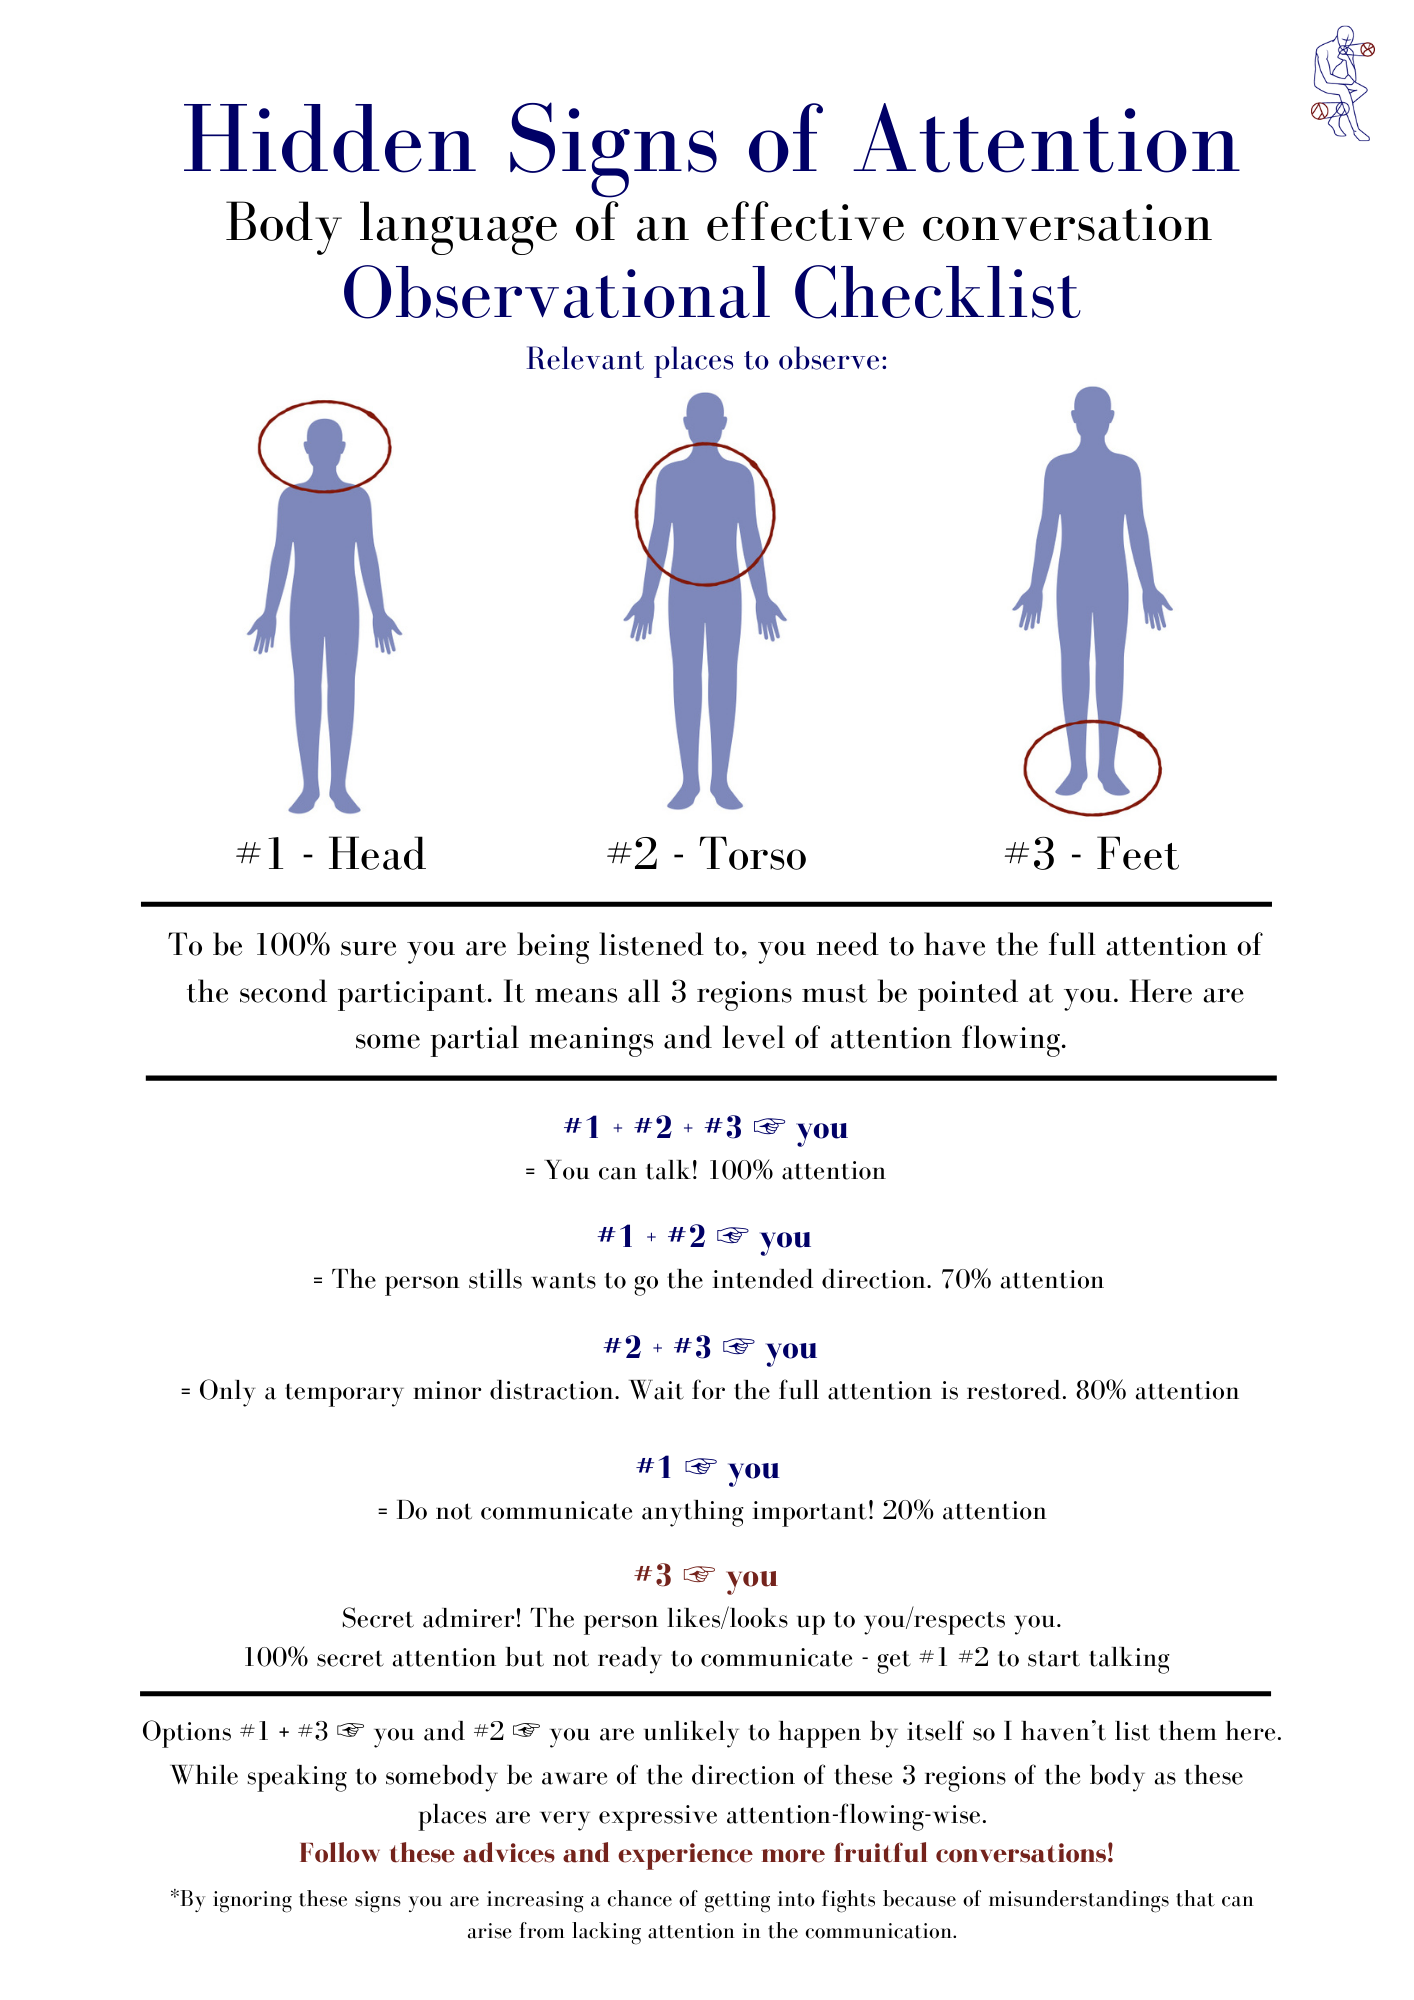 Hidden Signs of Attention
Body language of an effective conversation
Observational Checklist
Relevant places to observe:
#1 - Head
#2 - Torso
#3 - Feet
To be 100% sure you are being listened to, you need to have the full attention of
the second participant. It means all 3 regions must be pointed at you. Here are
some partial meanings and level of attention flowing.
#1 + #2 + #3 ☞ you
= You can talk! 100% attention
#1 + #2 ☞ you
= The person stills wants to go the intended direction. 70% attention
#2 + #3 ☞ you
= Only a temporary minor distraction. Wait for the full attention is restored. 80% attention
#1 ☞ you
= Do not communicate anything important! 20% attention
#3 ☞ you
Secret admirer! The person likes/looks up to you/respects you.
100% secret attention but not ready to communicate - get #1 #2 to start talking
Options #1 + #3 ☞ you and #2 ☞ you are unlikely to happen by itself so I haven't list them here.
While speaking to somebody be aware of the direction of these 3 regions of the body as these
places are very expressive attention-flowing-wise.
Follow these advices and experience more fruitful conversations!
*By ignoring these signs you are increasing a chance of getting into fights because of misunderstandings that can
arise from lacking attention in the communication.